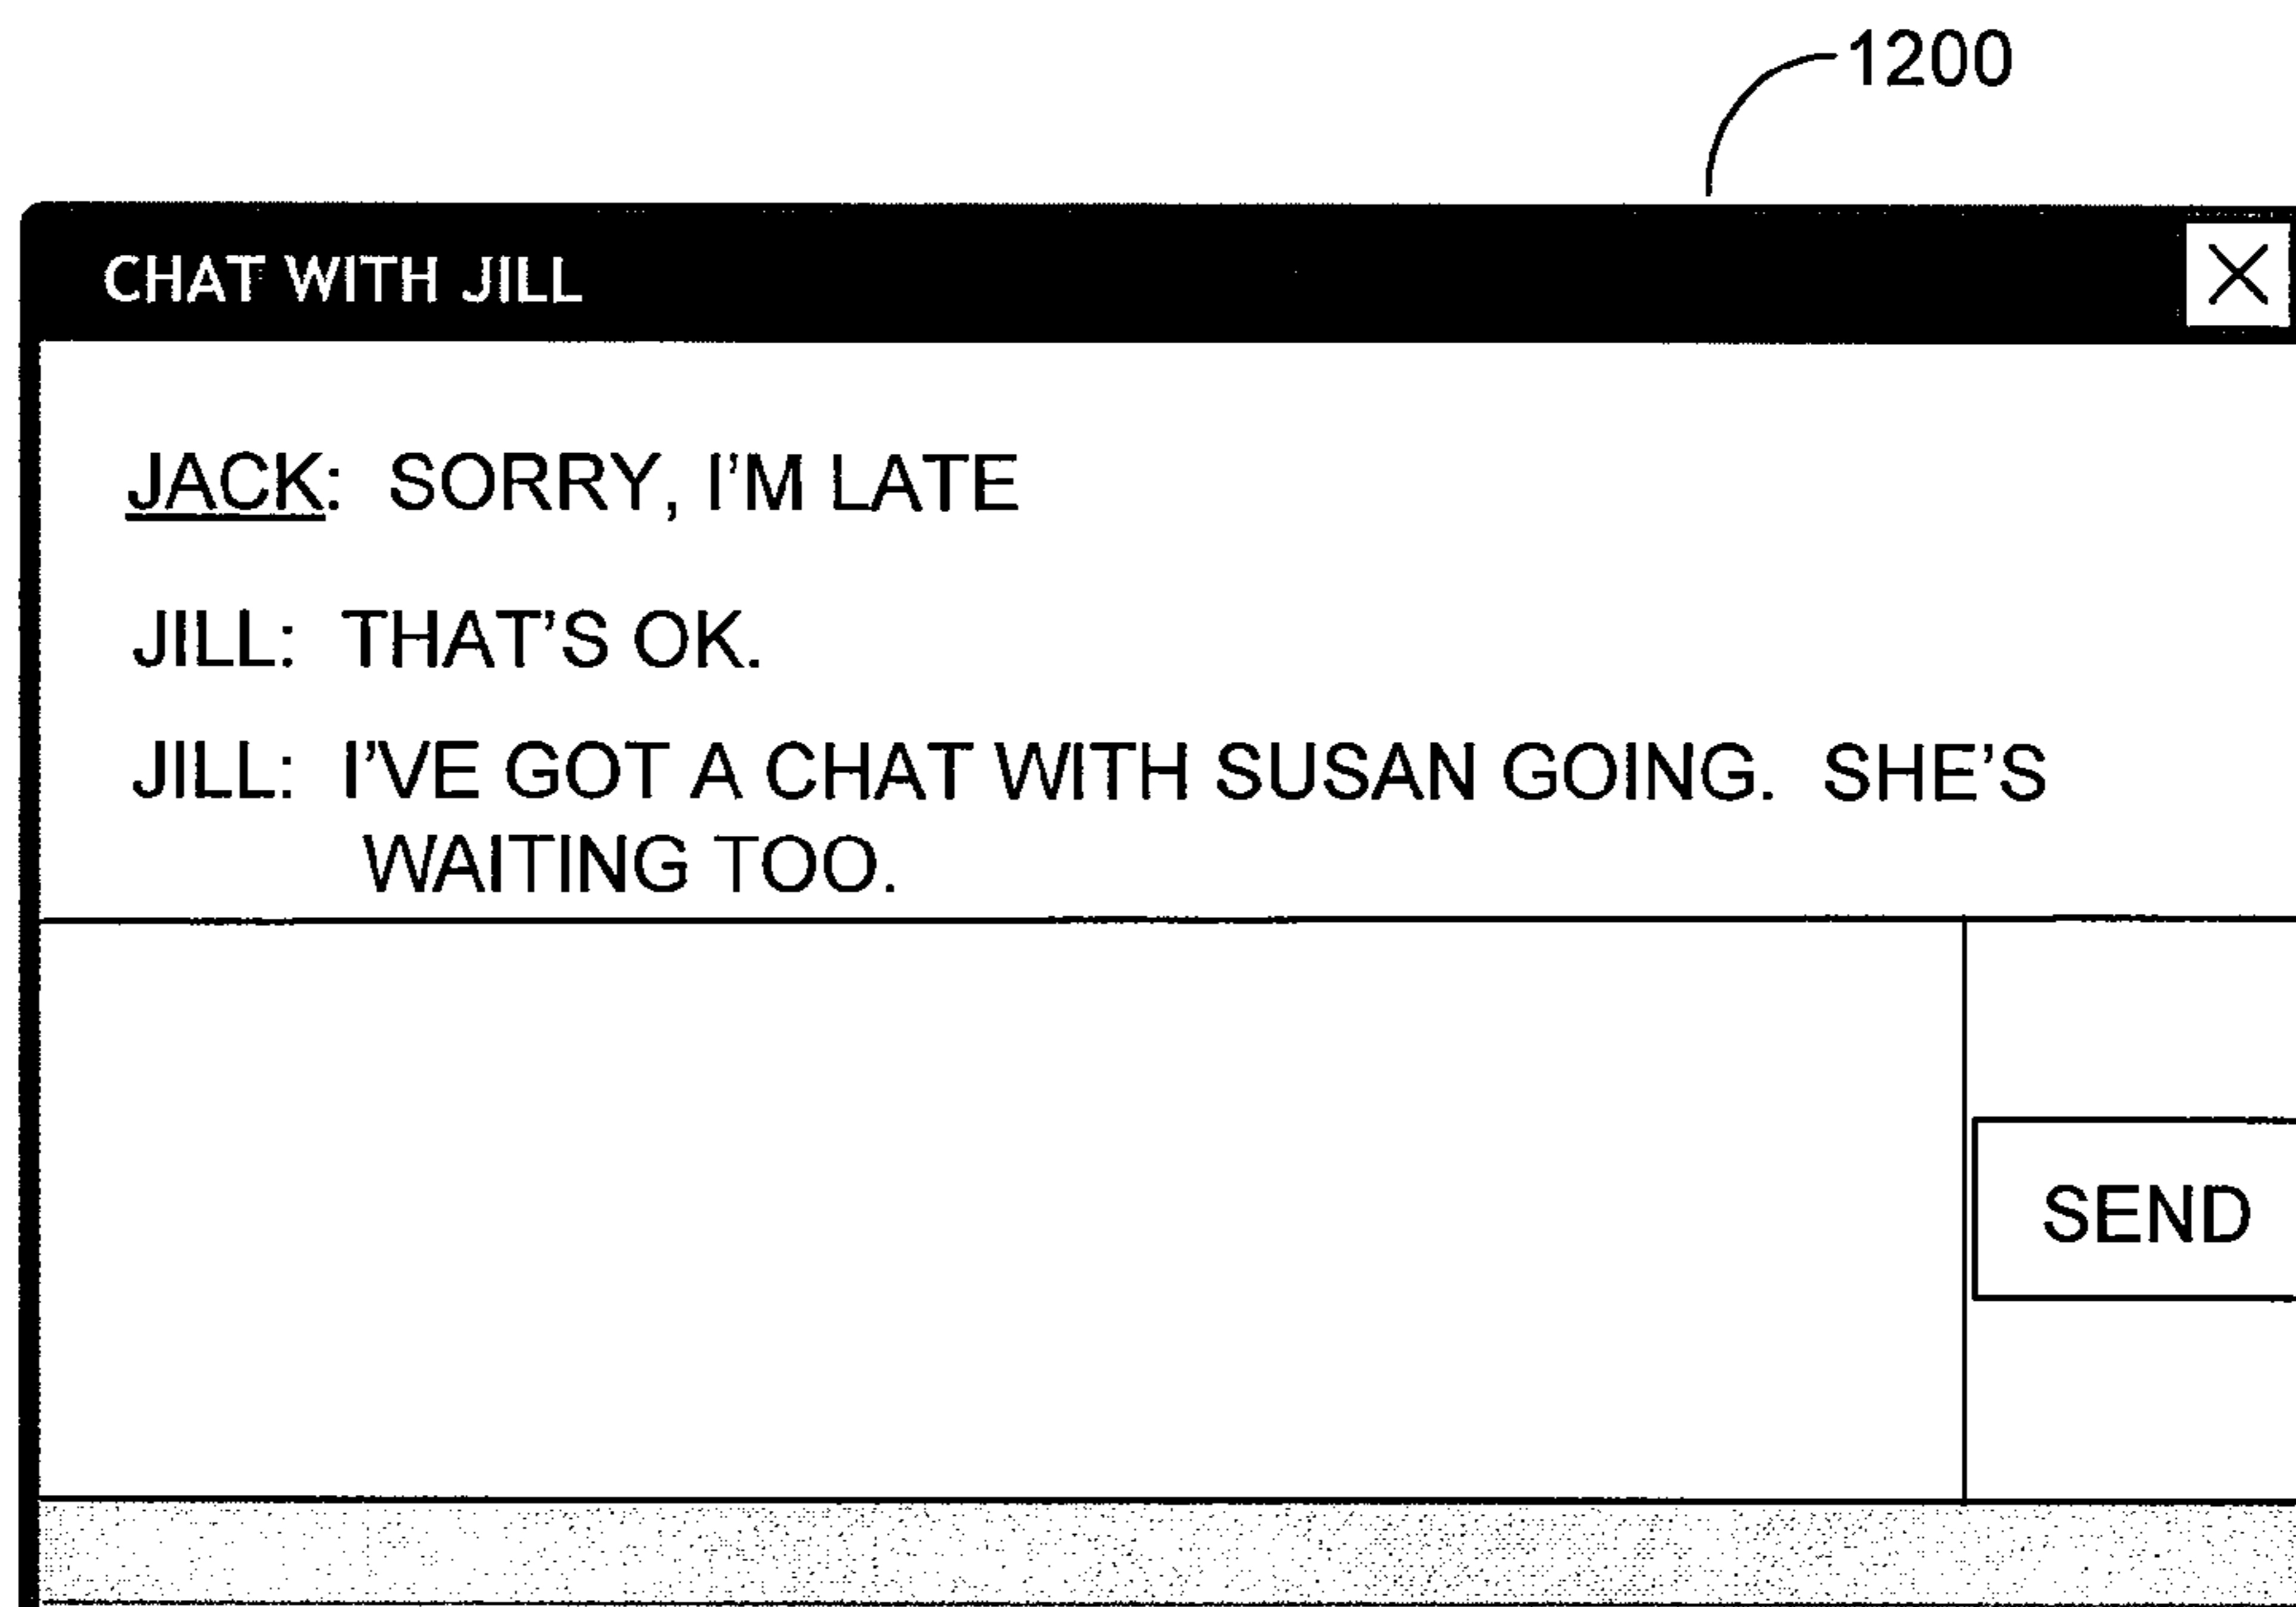 1200
CHAT WITH JILL
JACK: SORRY, I'M LATE
JILL: THAT'S OK.
JILL: I'VE GOT A CHAT WITH SUSAN GOING. SHE'S
WAITING TOO.
SEND